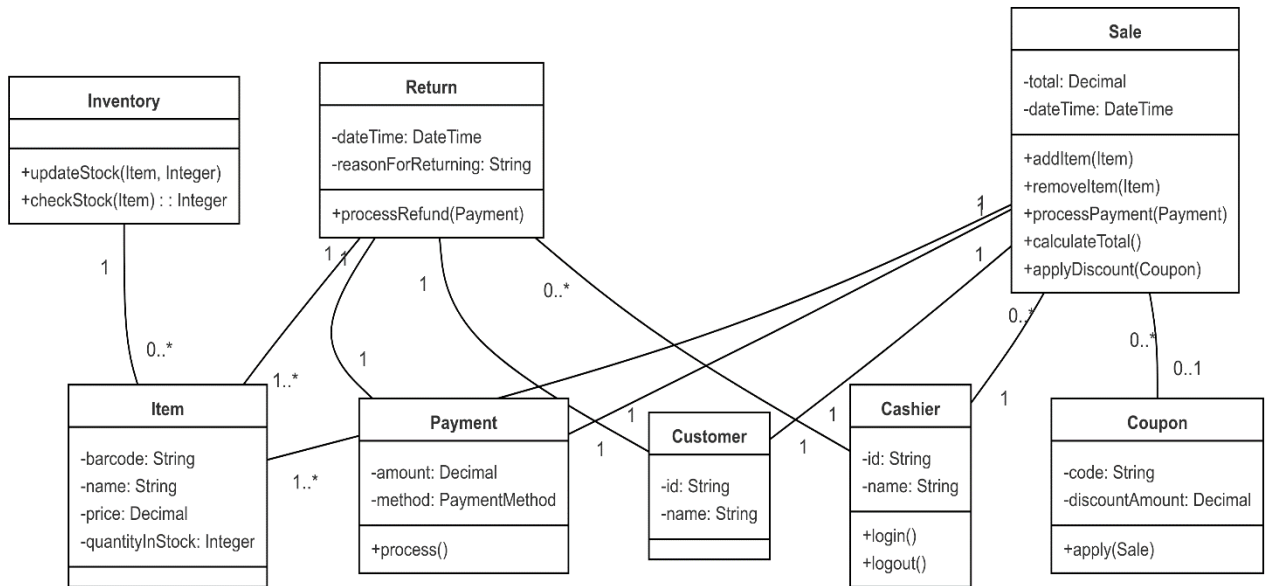 Inventory
+updateStock(Item, Integer)
+checkStock(Item) : : Integer
Return
-dateTime: DateTime
-reasonForReturning: String
+processRefund(Payment)
Sale
-total: Decimal
-dateTime: DateTime
+addItem(Item)
+removeItem(Item)
+processPayment(Payment)
+calculateTotal()
+applyDiscount(Coupon)
1
1
1
1
0..*
1
1
1
0..*
0..*
0..*
1..*
1
0..1
1
1
1
1
1
1..*
Item
-barcode: String
-name: String
-price: Decimal
-quantityInStock: Integer
Payment
-amount: Decimal
-method: PaymentMethod
+process()
Customer
-id: String
-name: String
Cashier
-id: String
-name: String
+login()
+logout()
Coupon
-code: String
-discountAmount: Decimal
+apply(Sale)